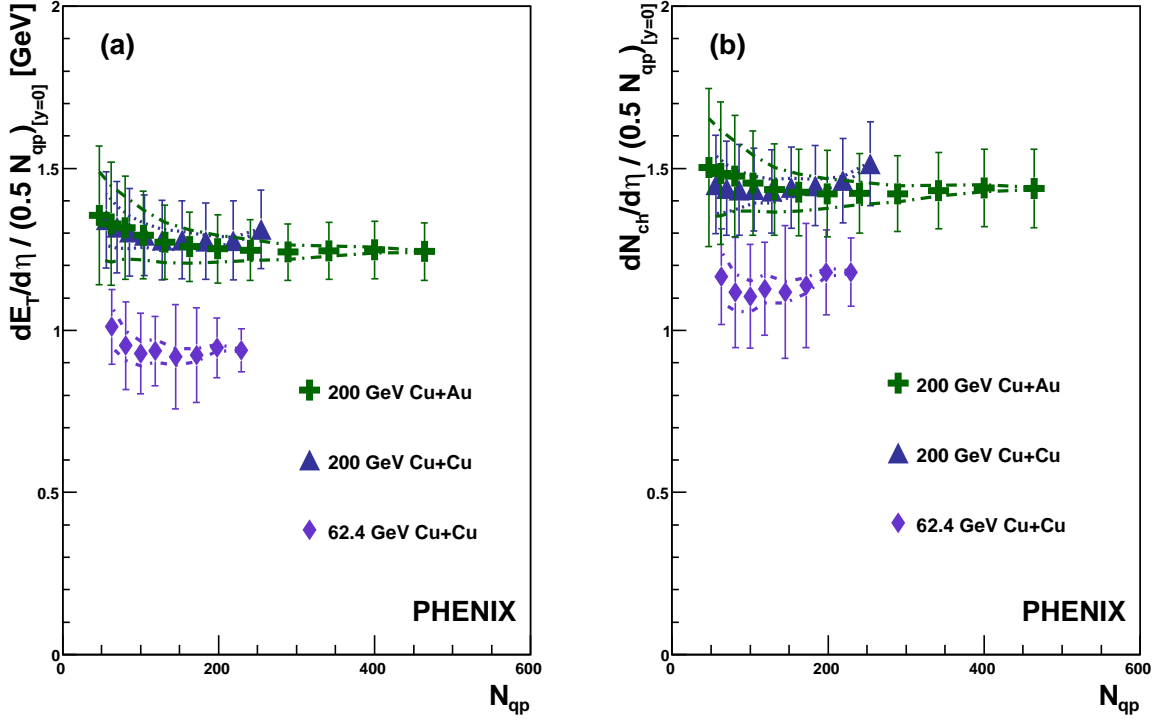 (a)
dE_T/dη / (0.5 N_qp)_[y=0] [GeV]
2
1.5
1
0.5
0
0 200 400 600
N_qp
200 GeV Cu+Au
200 GeV Cu+Cu
62.4 GeV Cu+Cu
PHENIX
(b)
dN_ch/dη / (0.5 N_qp)_[y=0]
2
1.5
1
0.5
0
0 200 400 600
N_qp
200 GeV Cu+Au
200 GeV Cu+Cu
62.4 GeV Cu+Cu
PHENIX